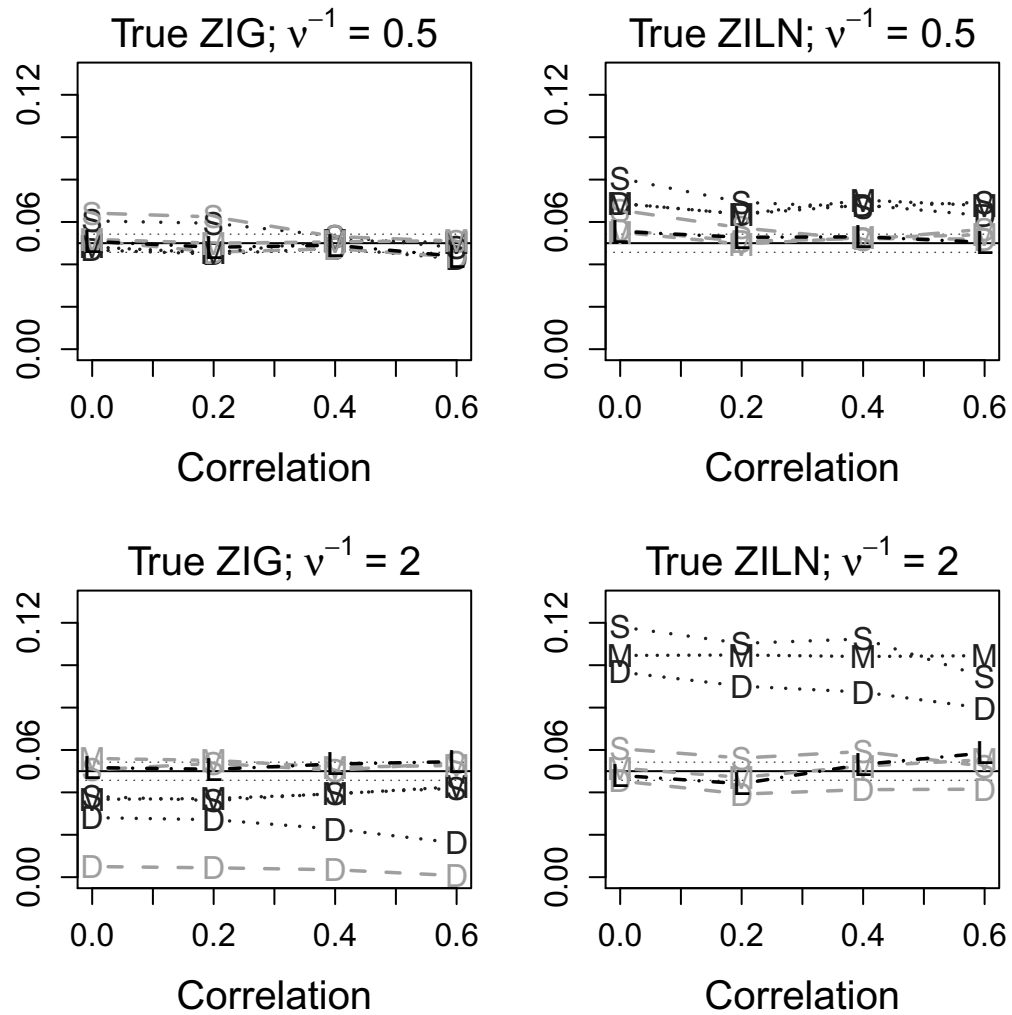 True ZIG; ν⁻¹ = 0.5
0.12
0.06
0.00
S S
M
L L L L
0.0 0.2 0.4 0.6
Correlation
True ZILN; ν⁻¹ = 0.5
0.12
0.06
0.00
S S M S
M M
L L L L
0.0 0.2 0.4 0.6
Correlation
True ZIG; ν⁻¹ = 2
0.12
0.06
0.00
M
L L L L
D D D D
D D D D
0.0 0.2 0.4 0.6
Correlation
True ZILN; ν⁻¹ = 2
0.12
0.06
0.00
S S S S
M M M M
D D D D
S S S
L L L L
D D D
0.0 0.2 0.4 0.6
Correlation